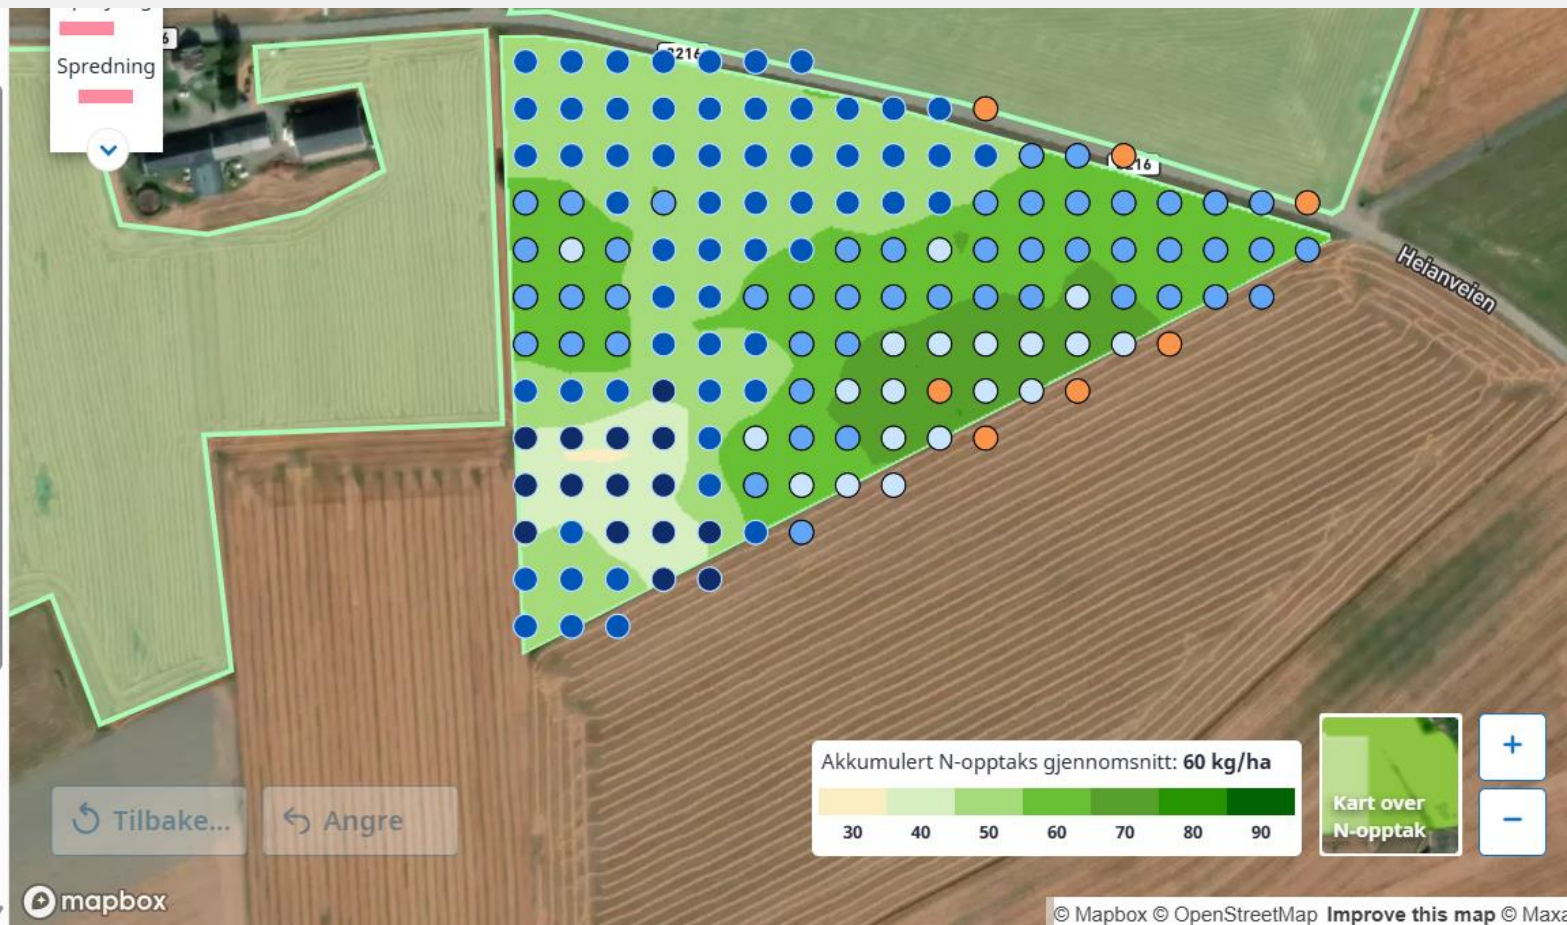 Spredning
216
Heianveien
Akkumulert N-opptaks gjennomsnitt: 60 kg/ha
30 40 50 60 70 80 90
Kart over
N-opptak
+
−
Tilbake...
Angre
mapbox
© Mapbox © OpenStreetMap Improve this map © Maxa